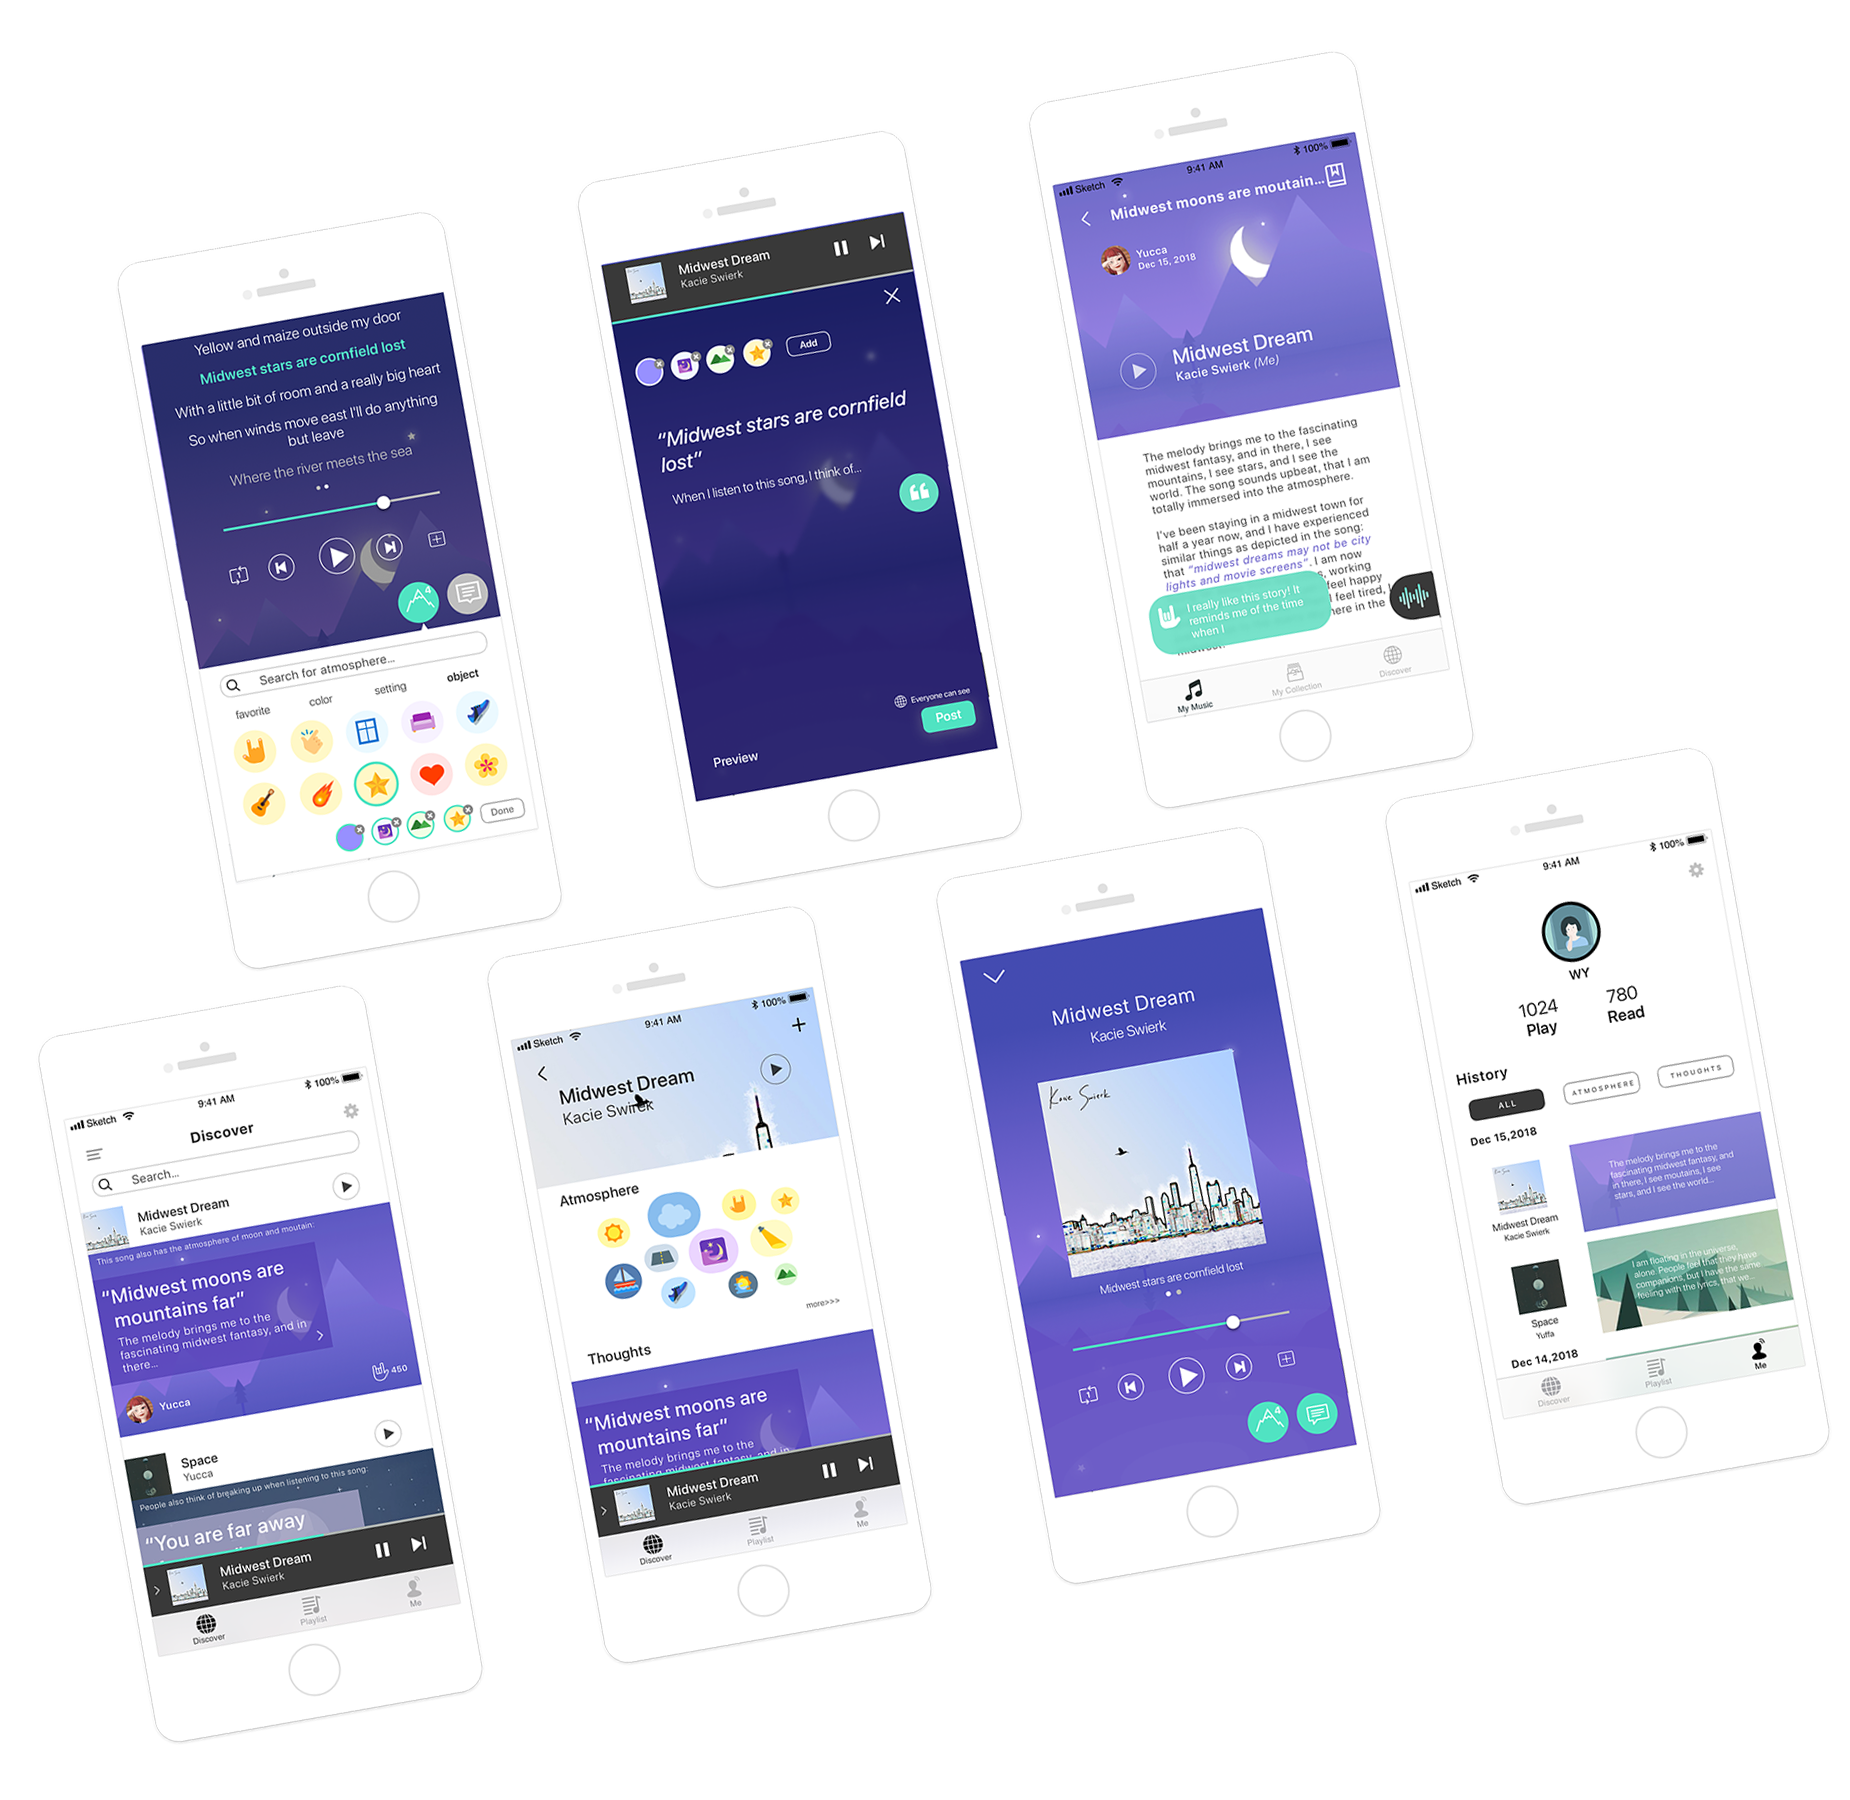 Yellow and maize outside my door
Midwest stars are cornfield lost
With a little bit of room and a really big heart
So when winds move east I'll do anything
but leave
Where the river meets the sea
1
4
Search for atmosphere...
favorite
color
setting
object
Done
Midwest Dream
Kacie Swierk
Add
“Midwest stars are cornfield
lost”
When I listen to this song, I think of...
Everyone can see
Post
Preview
Sketch
9:41 AM
100%
Midwest moons are moutain...
Yucca
Dec 15, 2018
Midwest Dream
Kacie Swierk (Me)
The melody brings me to the fascinating
midwest fantasy, and in there, I see
mountains, I see stars, and I see the
world. The song sounds upbeat, that I am
totally immersed into the atmosphere.
I've been staying in a midwest town for
half a year now, and I have experienced
similar things as depicted in the song:
that “midwest dreams may not be city
lights and movie screens”. I am now
working
feel happy
I feel tired, I
here in the
I really like this story! It
reminds me of the time
when I
My Music
My Collection
Discover
Sketch
9:41 AM
100%
Discover
Search...
Midwest Dream
Kacie Swierk
This song also has the atmosphere of moon and moutain:
“Midwest moons are
mountains far”
The melody brings me to the
fascinating midwest fantasy, and in
there...
450
Yucca
Space
Yucca
People also think of breaking up when listening to this song:
“You are far away
Midwest Dream
Kacie Swierk
Discover
Playlist
Me
Sketch
9:41 AM
100%
Midwest Dream
Kacie Swirek
Atmosphere
more>>>
Thoughts
“Midwest moons are
mountains far”
The melody brings me to the
fascinating midwest fantasy, and in
Midwest Dream
Kacie Swierk
Discover
Playlist
Me
Midwest Dream
Kacie Swierk
Kacie Swierk
Midwest stars are cornfield lost
1
4
Sketch
9:41 AM
100%
WY
1024
Play
780
Read
History
ALL
ATMOSPHERE
THOUGHTS
Dec 15,2018
Midwest Dream
Kacie Swierk
The melody brings me to the
fascinating midwest fantasy, and
in there, I see moutains, I see
stars, and I see the world...
Space
Yuffa
I am floating in the universe,
alone. People feel that they have
companions, but I have the same
feeling with the lyrics, that we...
Dec 14,2018
Discover
Playlist
Me